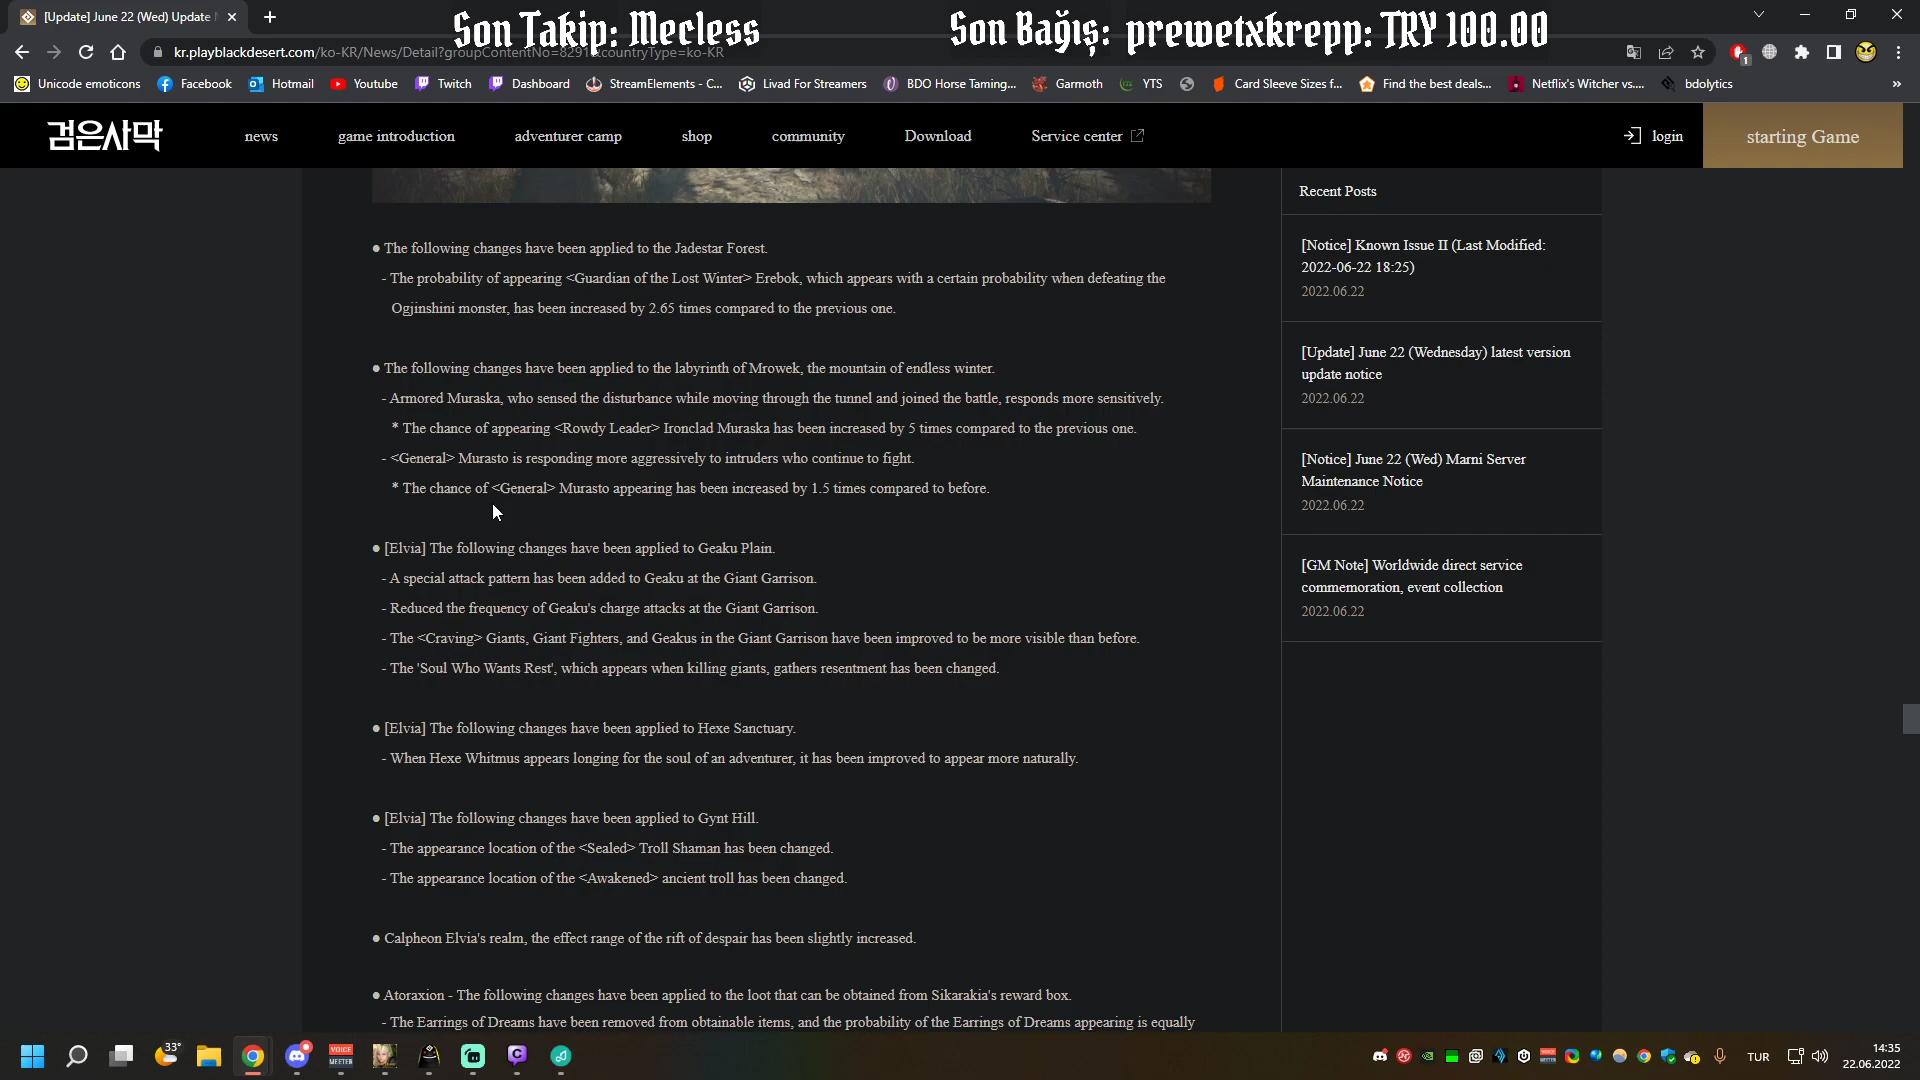 [Update] June 22 (Wed) Update
Son Takip: Mecless
Son Bağış: prewetxkrepp: TRY 100.00
kr.playblackdesert.com/ko-KR/News/Detail?groupContentNo=8291&countryType=ko-KR
1
Unicode emoticons
Facebook
Hotmail
Youtube
Twitch
Dashboard
StreamElements - C...
Livad For Streamers
BDO Horse Taming...
Garmoth
YTS
Card Sleeve Sizes f...
Find the best deals...
Netflix's Witcher vs....
bdolytics
»
검은사막
news
game introduction
adventurer camp
shop
community
Download
Service center
login
starting Game
● The following changes have been applied to the Jadestar Forest.
- The probability of appearing <Guardian of the Lost Winter> Erebok, which appears with a certain probability when defeating the
Ogjinshini monster, has been increased by 2.65 times compared to the previous one.
● The following changes have been applied to the labyrinth of Mrowek, the mountain of endless winter.
- Armored Muraska, who sensed the disturbance while moving through the tunnel and joined the battle, responds more sensitively.
* The chance of appearing <Rowdy Leader> Ironclad Muraska has been increased by 5 times compared to the previous one.
- <General> Murasto is responding more aggressively to intruders who continue to fight.
* The chance of <General> Murasto appearing has been increased by 1.5 times compared to before.
● [Elvia] The following changes have been applied to Geaku Plain.
- A special attack pattern has been added to Geaku at the Giant Garrison.
- Reduced the frequency of Geaku's charge attacks at the Giant Garrison.
- The <Craving> Giants, Giant Fighters, and Geakus in the Giant Garrison have been improved to be more visible than before.
- The 'Soul Who Wants Rest', which appears when killing giants, gathers resentment has been changed.
● [Elvia] The following changes have been applied to Hexe Sanctuary.
- When Hexe Whitmus appears longing for the soul of an adventurer, it has been improved to appear more naturally.
● [Elvia] The following changes have been applied to Gynt Hill.
- The appearance location of the <Sealed> Troll Shaman has been changed.
- The appearance location of the <Awakened> ancient troll has been changed.
● Calpheon Elvia's realm, the effect range of the rift of despair has been slightly increased.
● Atoraxion - The following changes have been applied to the loot that can be obtained from Sikarakia's reward box.
- The Earrings of Dreams have been removed from obtainable items, and the probability of the Earrings of Dreams appearing is equally
Recent Posts
[Notice] Known Issue II (Last Modified:
2022-06-22 18:25)
2022.06.22
[Update] June 22 (Wednesday) latest version
update notice
2022.06.22
[Notice] June 22 (Wed) Marni Server
Maintenance Notice
2022.06.22
[GM Note] Worldwide direct service
commemoration, event collection
2022.06.22
33°
VOICE
MEETER
TUR
14:35
22.06.2022